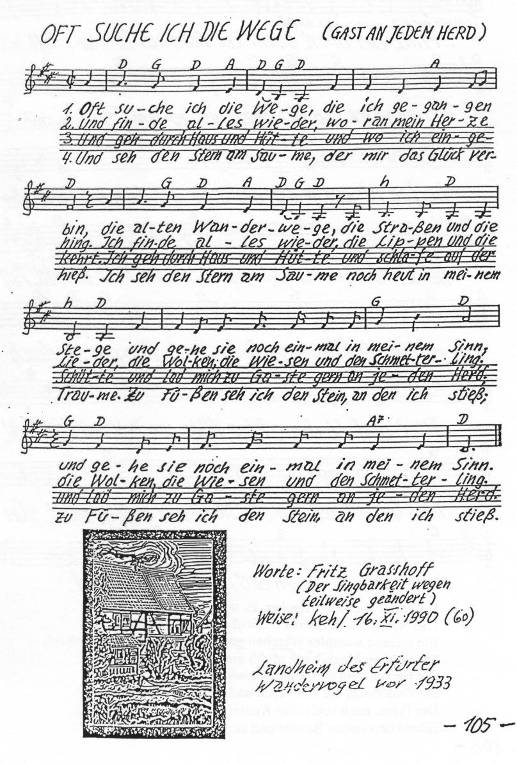 OFT SUCHE ICH DIE WEGE (GAST AN JEDEM HERD)
D G D A D G D A
1. Oft su-che ich die We-ge, die ich ge-gan-gen
2. Und fin-de al-les wie-der, wo-ran mein Her-ze
3. Und geh durch Haus und Hüt-te und wo ich ein-ge-
4. Und seh den Stern am Sau-me, der mir das Glück ver-
D G D A D G D h D
bin, die al-ten Wan-der-we-ge, die Stra-ßen und die
hing. Ich fin-de al-les wie-der, die Lip-pen und die
kehrt. Ich geh durch Haus und Hüt-te und schla-fe auf der
hieß. Ich seh den Stern am Sau-me noch heut in mei-nem
h D G D
Ste-ge und ge-he sie noch ein-mal in mei-nem Sinn,
Lie-der, die Wol-ken, die Wie-sen und den Schmet-ter-ling.
Schüt-te und lad mich zu Ga-ste gern an je-den Herd,
Trau-me. Zu Fü-ßen seh ich den Stein, an den ich stieß,
G D A7 D
und ge-he sie noch ein-mal in mei-nem Sinn.
die Wol-ken, die Wie-sen und den Schmet-ter-ling.
und lad mich zu Ga-ste gern an je-den Herd.
zu Fü-ßen seh ich den Stein, an den ich stieß.
Worte: Fritz Grasshoff
(Der Singbarkeit wegen
teilweise geändert)
Weise: keh/. 16. XI. 1990 (60)
Landheim des Erfurter
Wandervogel vor 1933
- 105 -